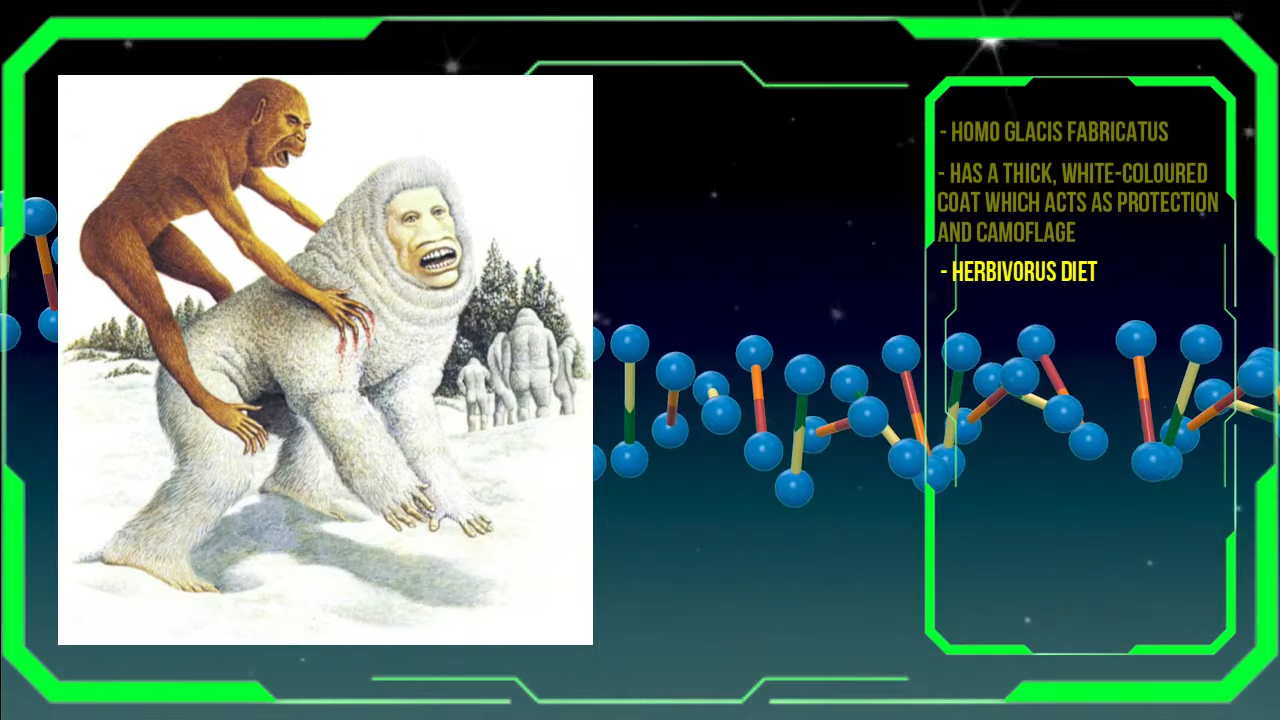 - HOMO GLACIS FABRICATUS
- HAS A THICK, WHITE-COLOURED
COAT WHICH ACTS AS PROTECTION
AND CAMOFLAGE
- HERBIVORUS DIET